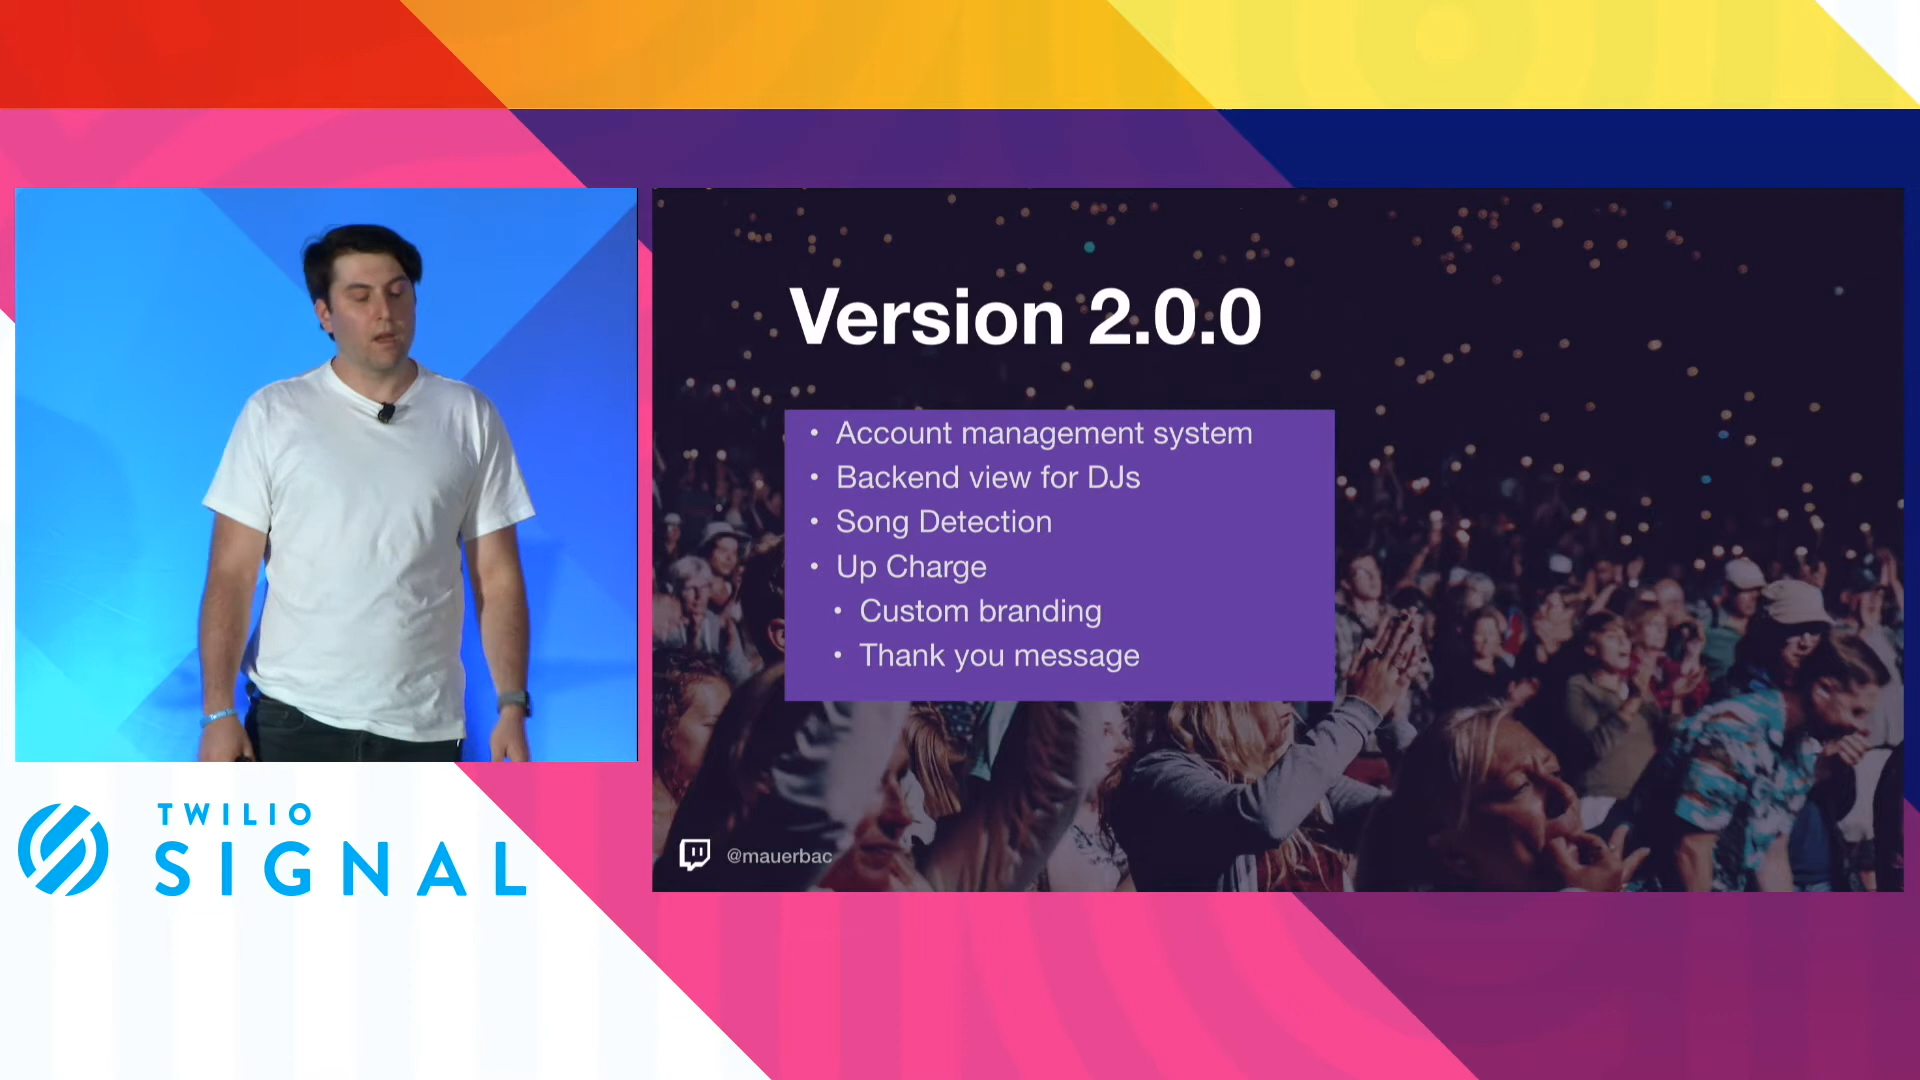 Version 2.0.0
• Account management system
• Backend view for DJs
• Song Detection
• Up Charge
• Custom branding
• Thank you message
@mauerbac
TWILIO
SIGNAL